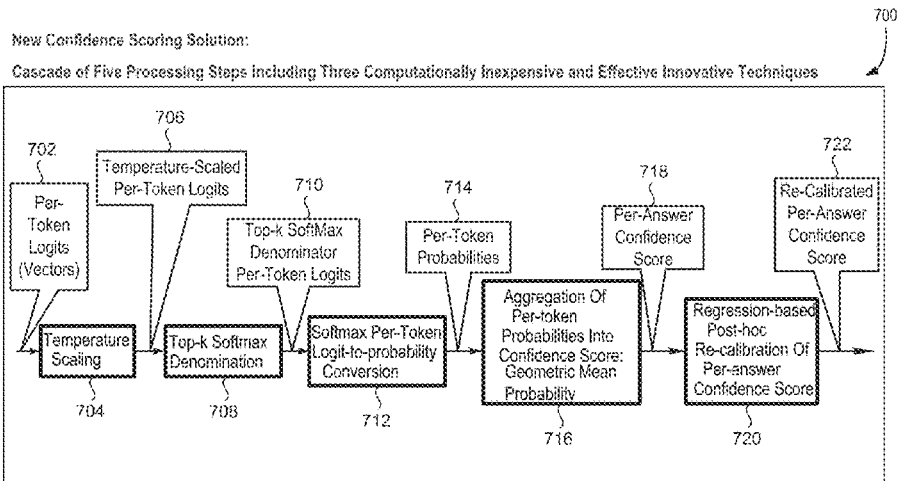 700
New Confidence Scoring Solution:
Cascade of Five Processing Steps including Three Computationally Inexpensive and Effective Innovative Techniques
702
Per-
Token
Logits
(Vectors)
706
Temperature-Scaled
Per-Token Logits
710
Top-k SoftMax
Denominator
Per-Token Logits
714
Per-Token
Probabilities
718
Per-Answer
Confidence
Score
722
Re-Calibrated
Per-Answer
Confidence
Score
Temperature
Scaling
704
Top-k Softmax
Denomination
708
Softmax Per-Token
Logit-to-probability
Conversion
712
Aggregation Of
Per-token
Probabilities Into
Confidence Score:
Geometric Mean
Probability
716
Regression-based
Post-hoc
Re-calibration Of
Per-answer
Confidence Score
720